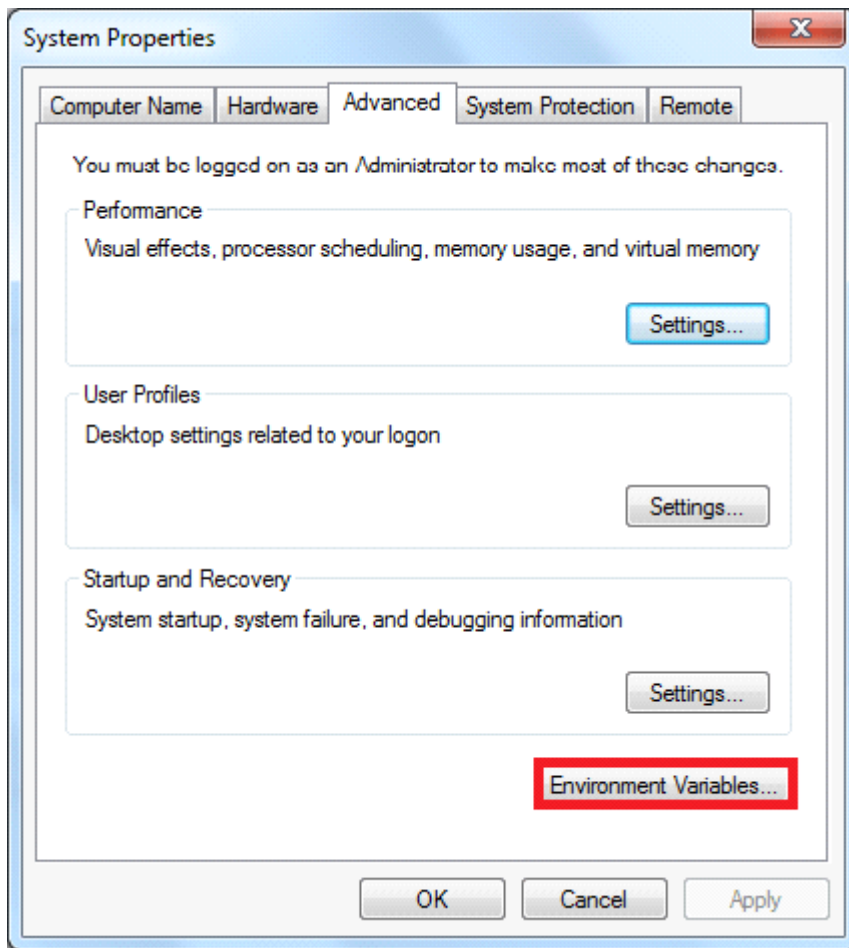 System Properties
Computer Name Hardware Advanced System Protection Remote
You must be logged on as an Administrator to make most of these changes.
Performance
Visual effects, processor scheduling, memory usage, and virtual memory
Settings...
User Profiles
Desktop settings related to your logon
Settings...
Startup and Recovery
System startup, system failure, and debugging information
Settings...
Environment Variables...
OK Cancel Apply